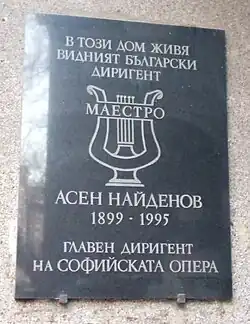 В ТОЗИ ДОМ ЖИВЯ
ВИДНИЯТ БЪЛГАРСКИ
ДИРИГЕНТ
МАЕСТРО
АСЕН НАЙДЕНОВ
1899 - 1995
ГЛАВЕН ДИРИГЕНТ
НА СОФИЙСКАТА ОПЕРА